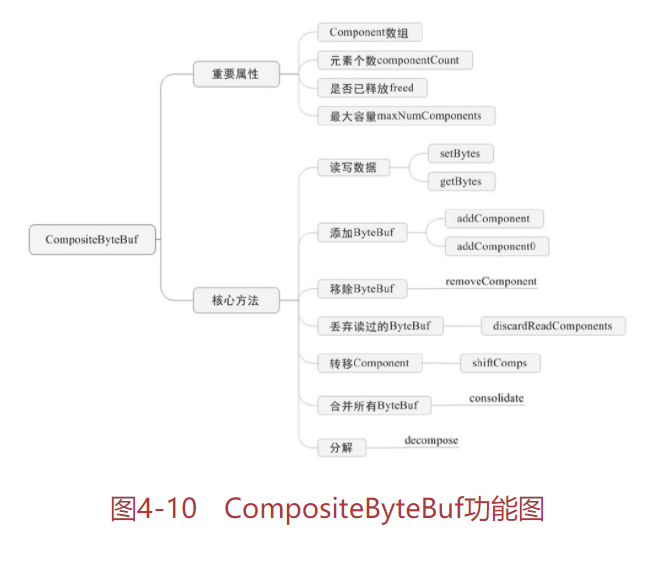 CompositeByteBuf
重要属性
Component数组
元素个数componentCount
是否已释放freed
最大容量maxNumComponents
核心方法
读写数据
setBytes
getBytes
添加ByteBuf
addComponent
addComponent0
移除ByteBuf
removeComponent
丢弃读过的ByteBuf
discardReadComponents
转移Component
shiftComps
合并所有ByteBuf
consolidate
分解
decompose
图4-10 CompositeByteBuf功能图